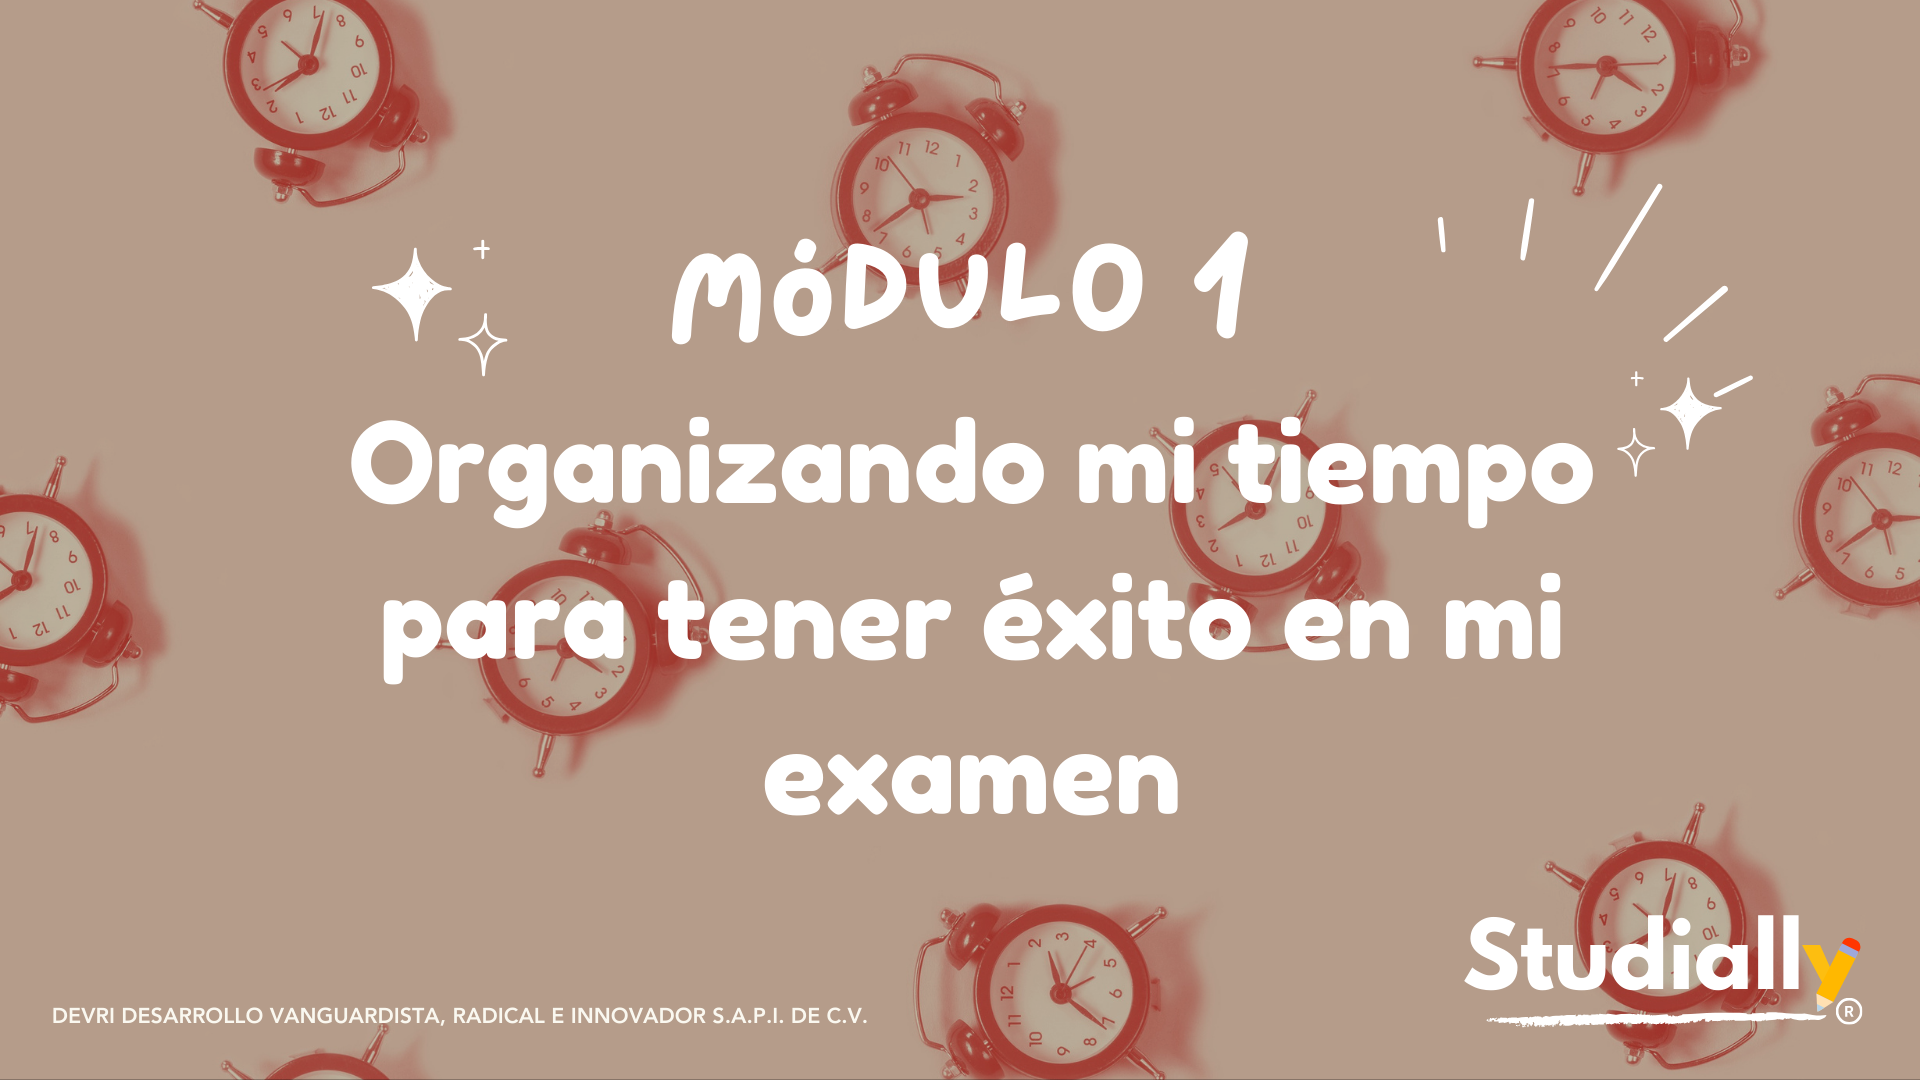 MÓDULO 1
Organizando mi tiempo
para tener éxito en mi
examen
Studially®
DEVRI DESARROLLO VANGUARDISTA, RADICAL E INNOVADOR S.A.P.I. DE C.V.